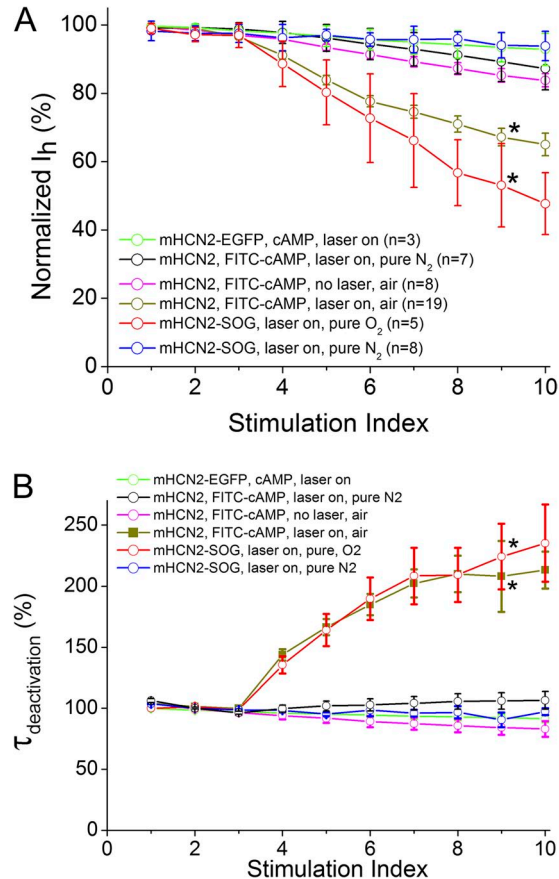 A
Normalized Ih (%)
100
80
60
40
20
0
*
*
mHCN2-EGFP, cAMP, laser on (n=3)
mHCN2, FITC-cAMP, laser on, pure N2 (n=7)
mHCN2, FITC-cAMP, no laser, air (n=8)
mHCN2, FITC-cAMP, laser on, air (n=19)
mHCN2-SOG, laser on, pure O2 (n=5)
mHCN2-SOG, laser on, pure N2 (n=8)
0 2 4 6 8 10
Stimulation Index
B
τdeactivation (%)
250
200
150
100
50
0
mHCN2-EGFP, cAMP, laser on
mHCN2, FITC-cAMP, laser on, pure N2
mHCN2, FITC-cAMP, no laser, air
mHCN2, FITC-cAMP, laser on, air
mHCN2-SOG, laser on, pure, O2
mHCN2-SOG, laser on, pure N2
*
*
0 2 4 6 8 10
Stimulation Index